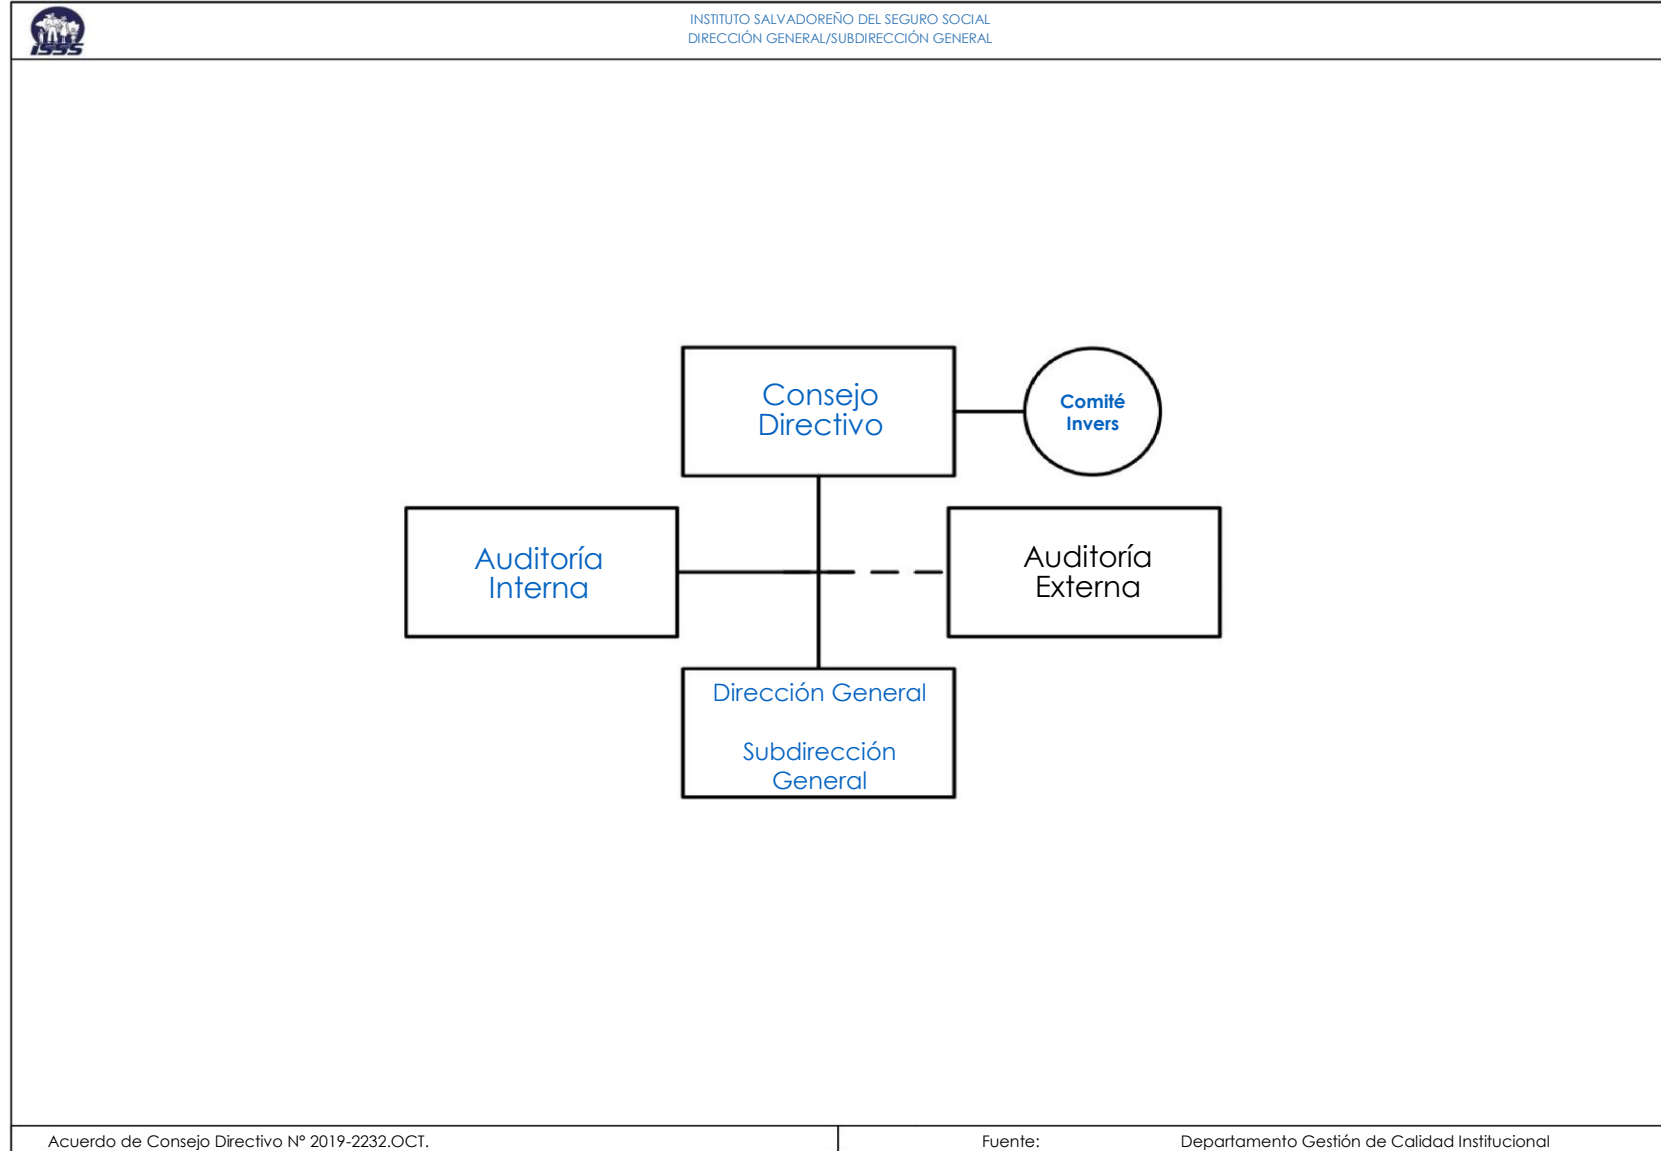 ISSS
INSTITUTO SALVADOREÑO DEL SEGURO SOCIAL
DIRECCIÓN GENERAL/SUBDIRECCIÓN GENERAL
Consejo
Directivo
Comité
Invers
Auditoría
Interna
Auditoría
Externa
Dirección General
Subdirección
General
Acuerdo de Consejo Directivo N° 2019-2232.OCT.
Fuente:
Departamento Gestión de Calidad Institucional